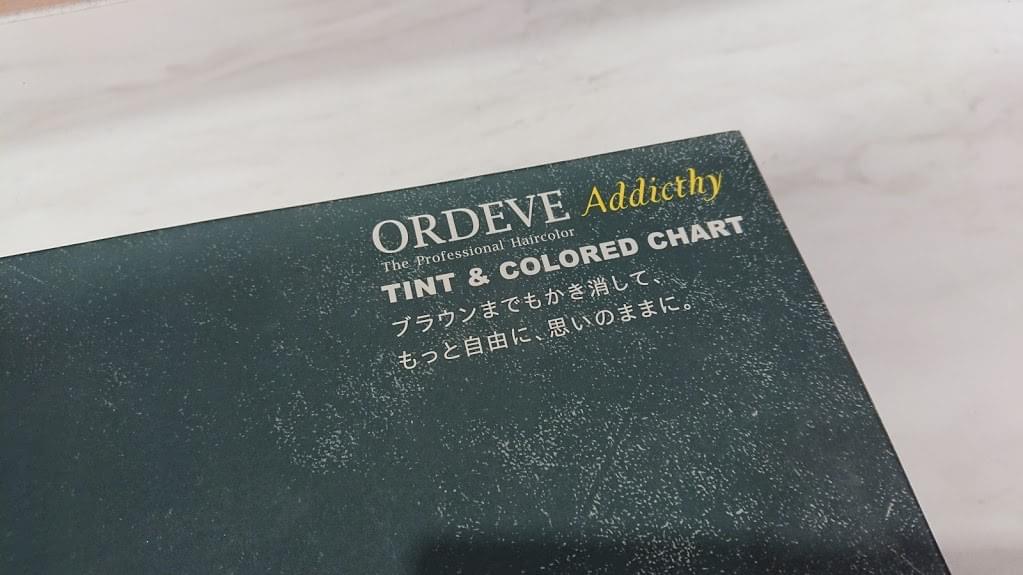 ORDEVE Addicthy
The Professional Haircolor
TINT & COLORED CHART
ブラウンまでもかき消して、
もっと自由に、思いのままに。